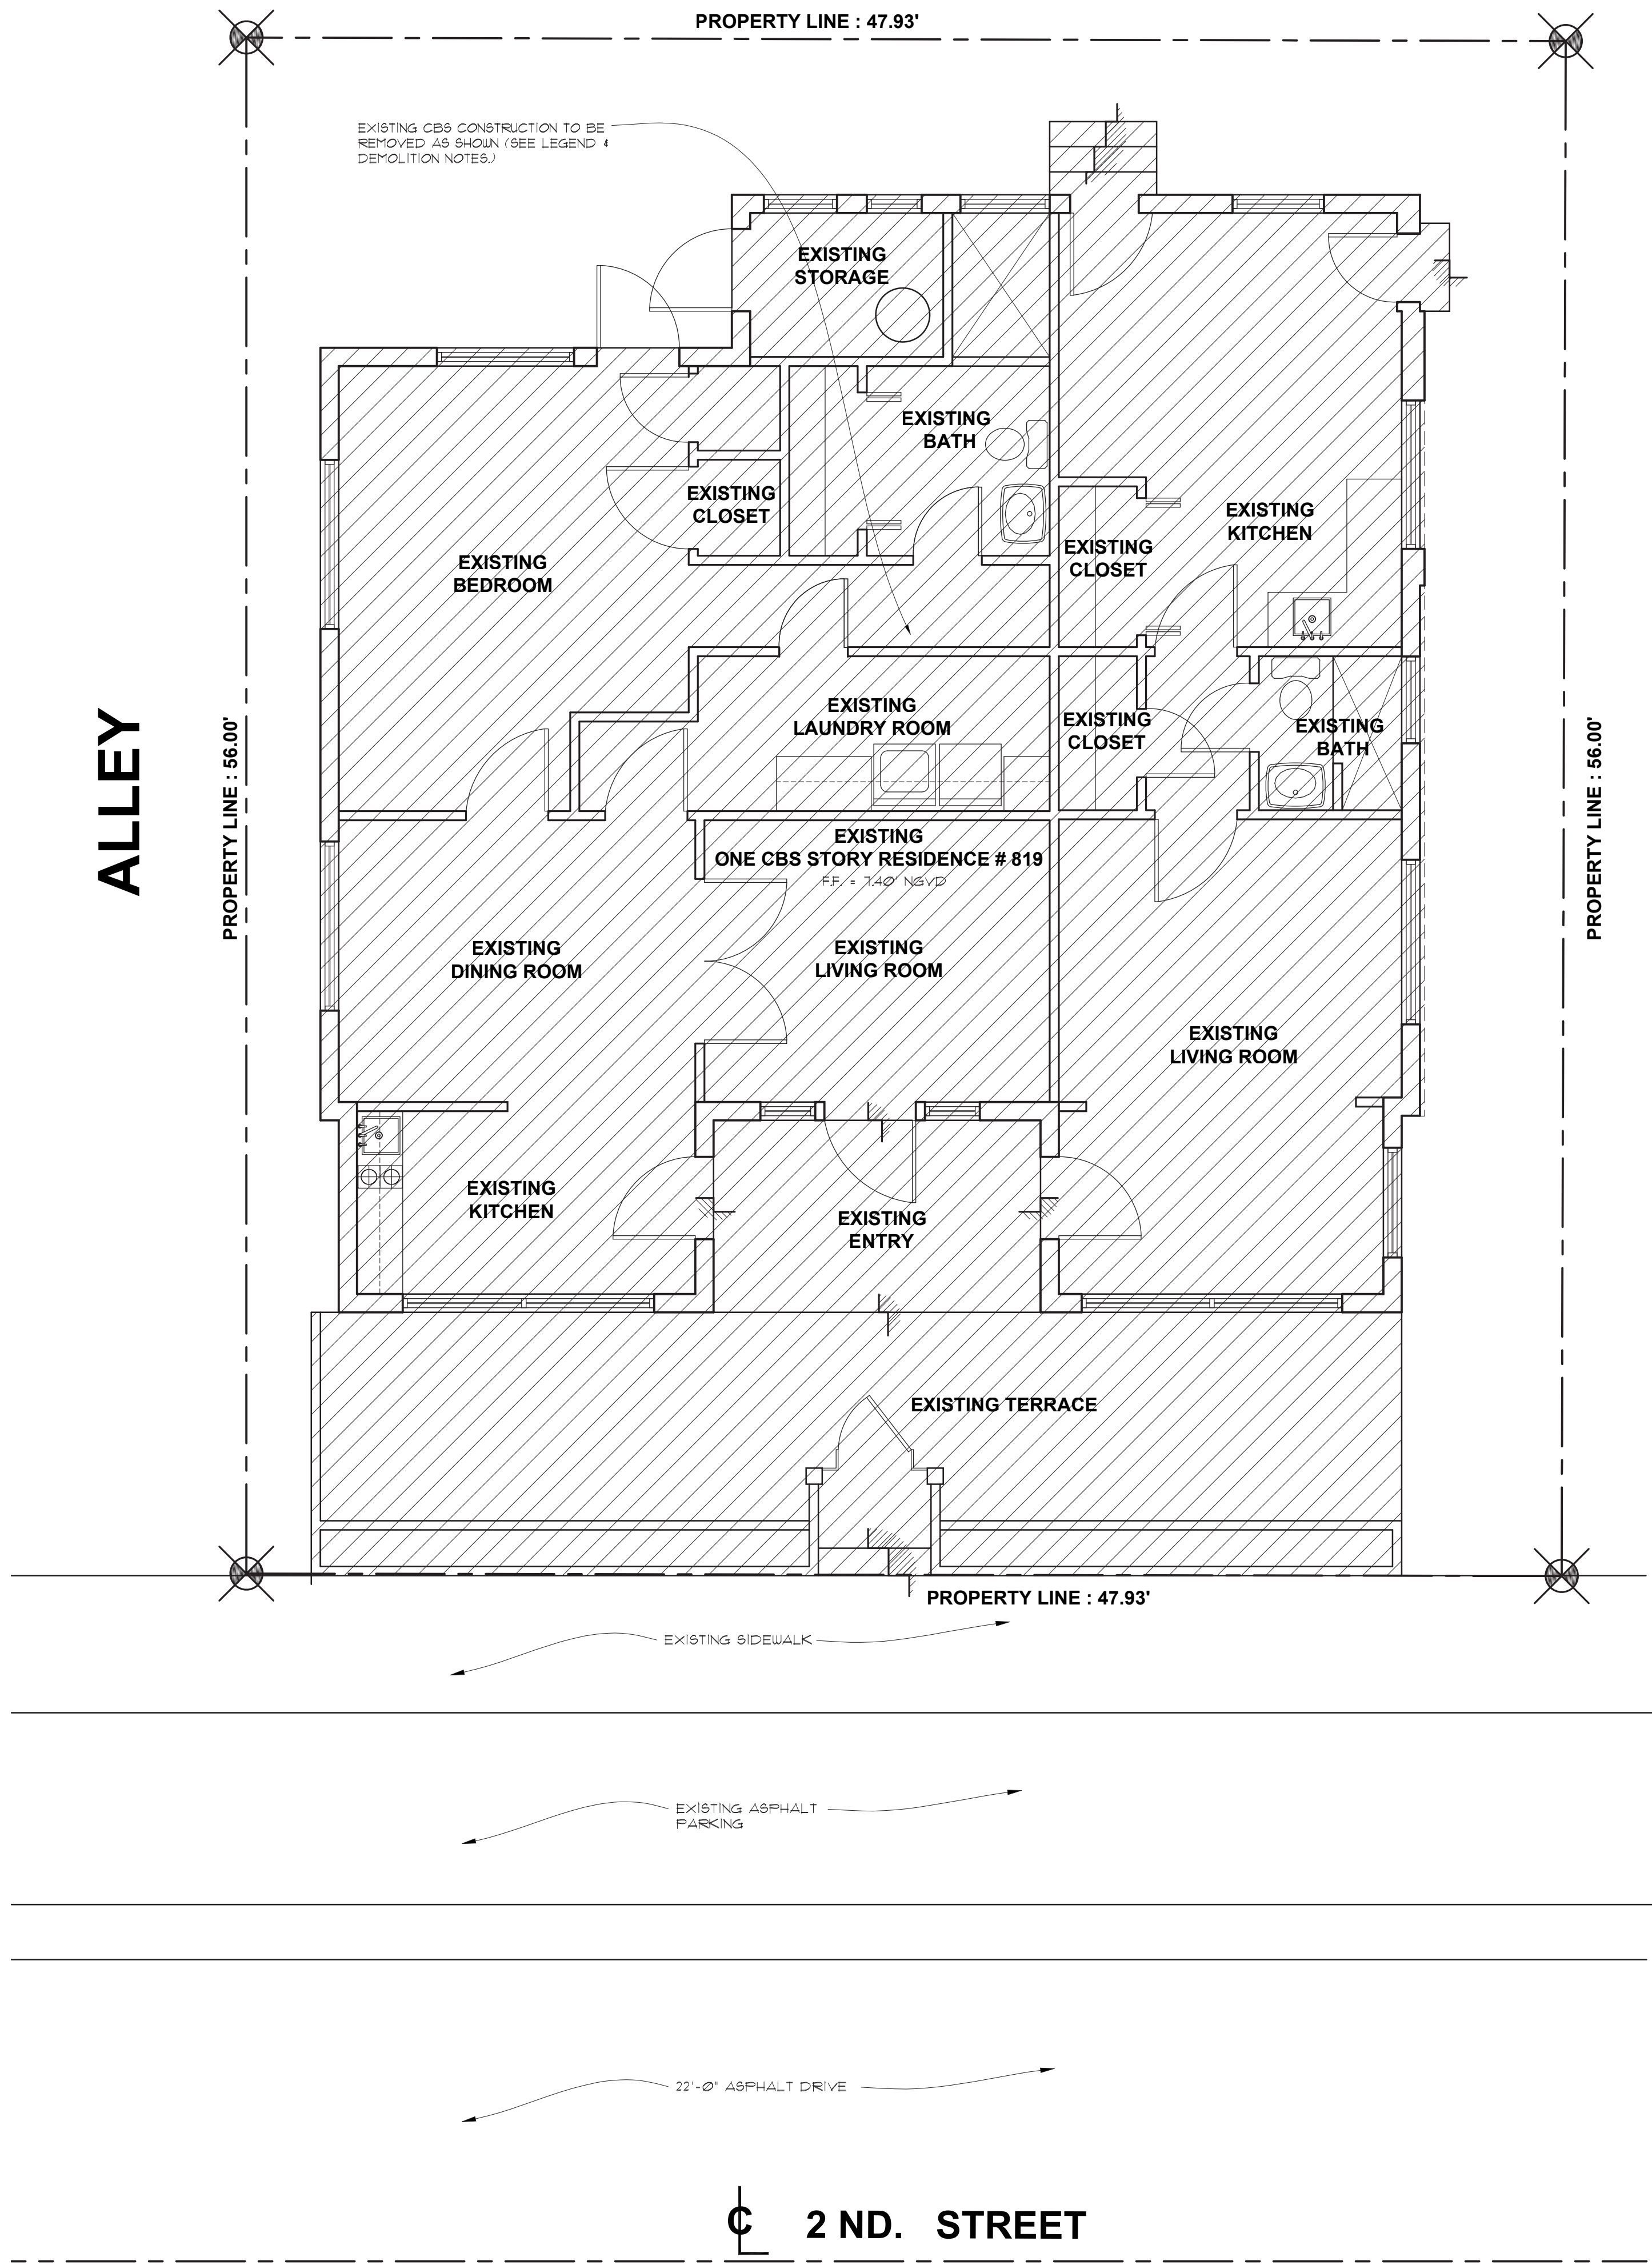 PROPERTY LINE : 47.93'
EXISTING CBS CONSTRUCTION TO BE
REMOVED AS SHOWN (SEE LEGEND &
DEMOLITION NOTES.)
EXISTING
STORAGE
EXISTING
BATH
EXISTING
CLOSET
EXISTING
KITCHEN
EXISTING
CLOSET
EXISTING
BEDROOM
EXISTING
LAUNDRY ROOM
EXISTING
CLOSET
EXISTING
BATH
ALLEY
PROPERTY LINE : 56.00'
PROPERTY LINE : 56.00'
EXISTING
ONE CBS STORY RESIDENCE # 819
F.F. = 7.40' NGVD
EXISTING
DINING ROOM
EXISTING
LIVING ROOM
EXISTING
LIVING ROOM
EXISTING
KITCHEN
EXISTING
ENTRY
EXISTING TERRACE
PROPERTY LINE : 47.93'
EXISTING SIDEWALK
EXISTING ASPHALT
PARKING
22'-0" ASPHALT DRIVE
℄ 2 ND. STREET